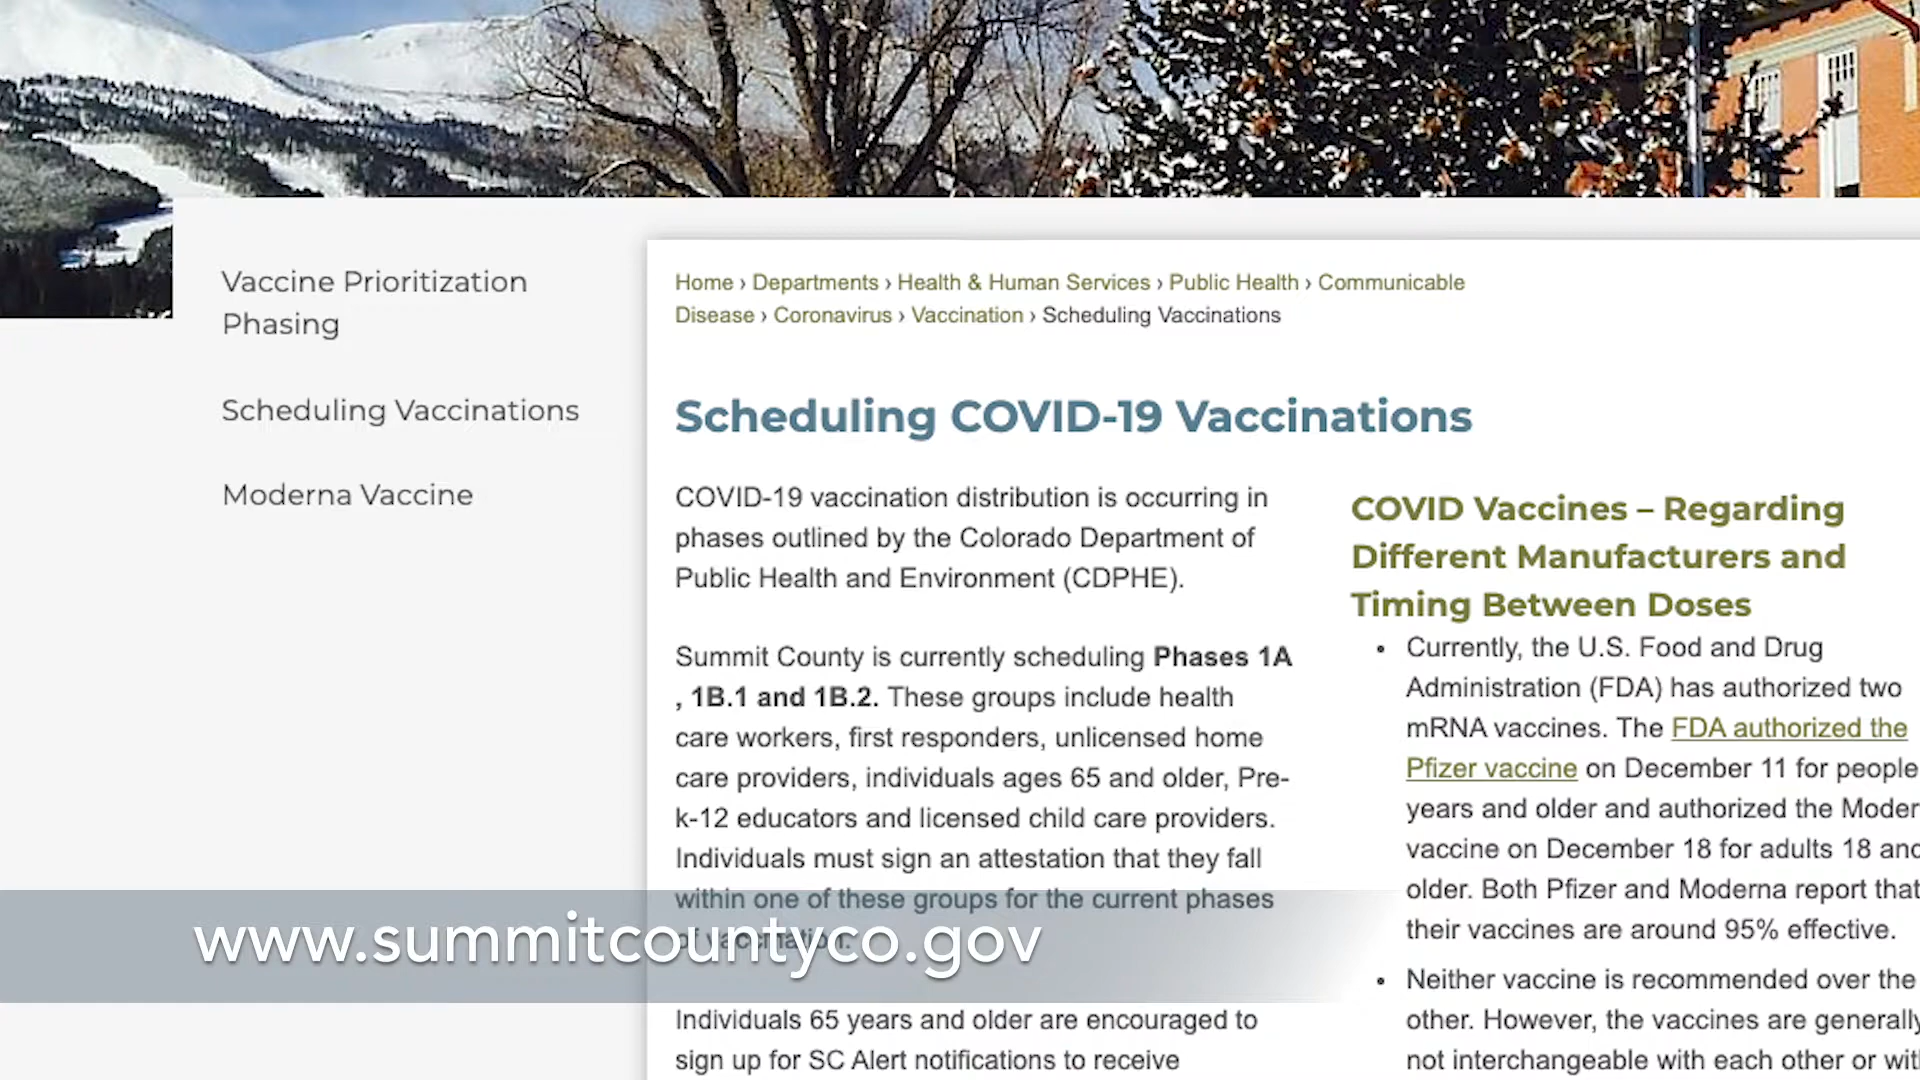 Vaccine Prioritization
Phasing
Scheduling Vaccinations
Moderna Vaccine
Home › Departments › Health & Human Services › Public Health › Communicable
Disease › Coronavirus › Vaccination › Scheduling Vaccinations
Scheduling COVID-19 Vaccinations
COVID-19 vaccination distribution is occurring in
phases outlined by the Colorado Department of
Public Health and Environment (CDPHE).
Summit County is currently scheduling Phases 1A
, 1B.1 and 1B.2. These groups include health
care workers, first responders, unlicensed home
care providers, individuals ages 65 and older, Pre-
k-12 educators and licensed child care providers.
Individuals must sign an attestation that they fall
within one of these groups for the current phases
of vaccination.
Individuals 65 years and older are encouraged to
sign up for SC Alert notifications to receive
COVID Vaccines – Regarding
Different Manufacturers and
Timing Between Doses
• Currently, the U.S. Food and Drug
Administration (FDA) has authorized two
mRNA vaccines. The FDA authorized the
Pfizer vaccine on December 11 for people
years and older and authorized the Moder
vaccine on December 18 for adults 18 and
older. Both Pfizer and Moderna report that
their vaccines are around 95% effective.
• Neither vaccine is recommended over the
other. However, the vaccines are generally
not interchangeable with each other or wit
www.summitcountyco.gov